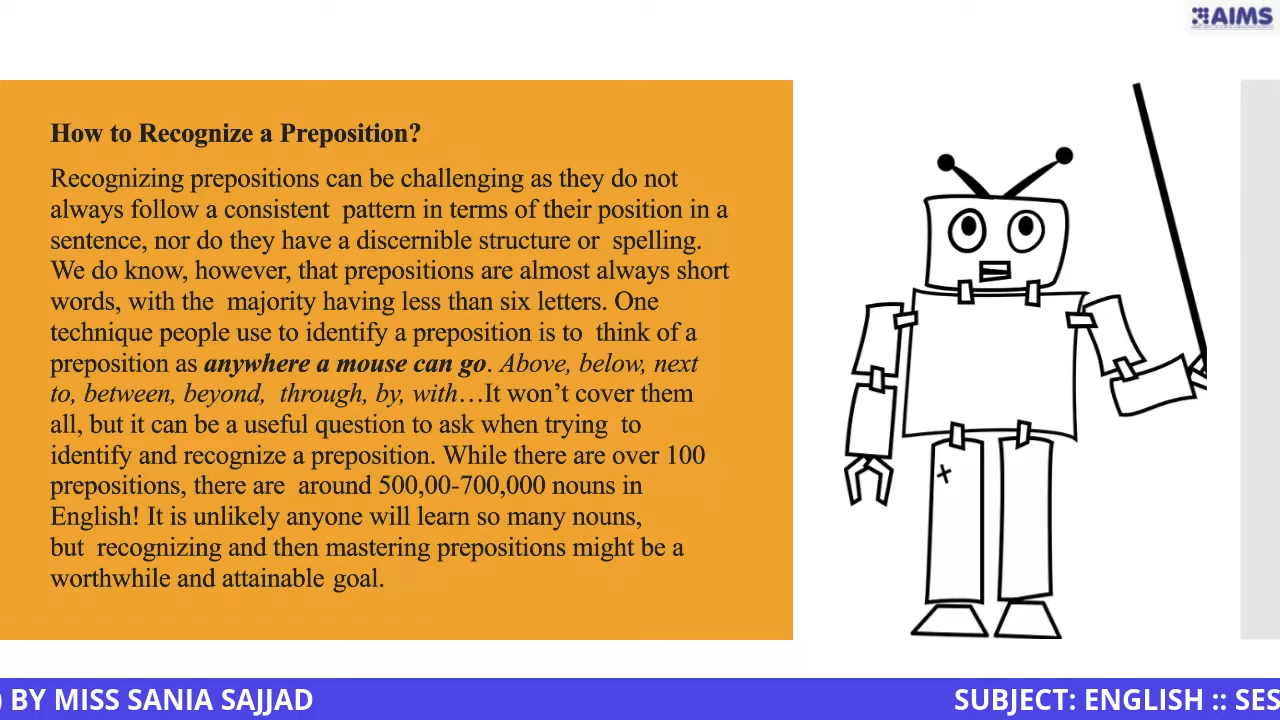 AIMS
How to Recognize a Preposition?
Recognizing prepositions can be challenging as they do not
always follow a consistent pattern in terms of their position in a
sentence, nor do they have a discernible structure or spelling.
We do know, however, that prepositions are almost always short
words, with the majority having less than six letters. One
technique people use to identify a preposition is to think of a
preposition as anywhere a mouse can go. Above, below, next
to, between, beyond, through, by, with…It won’t cover them
all, but it can be a useful question to ask when trying to
identify and recognize a preposition. While there are over 100
prepositions, there are around 500,00-700,000 nouns in
English! It is unlikely anyone will learn so many nouns,
but recognizing and then mastering prepositions might be a
worthwhile and attainable goal.
) BY MISS SANIA SAJJAD
SUBJECT: ENGLISH :: SES